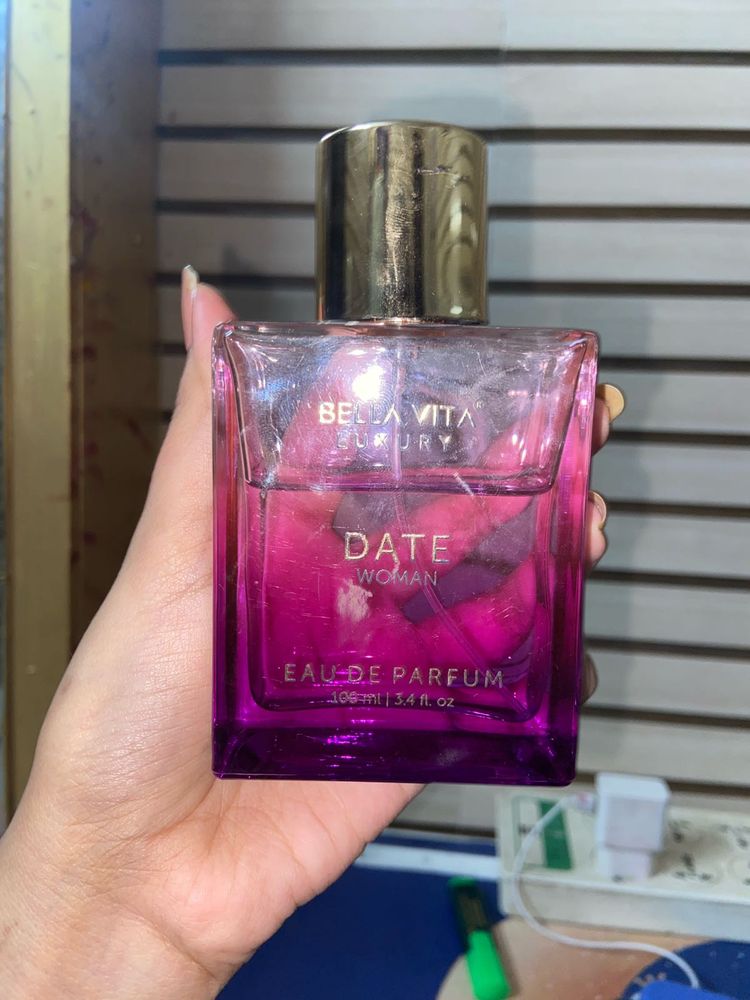 BELLA VITA®
LUXURY
DATE
WOMAN
EAU DE PARFUM
100 ml | 3.4 fl. oz